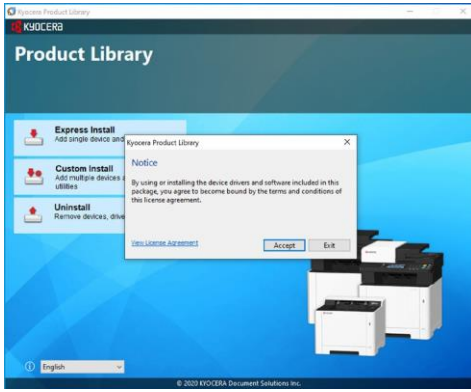 Kyocera Product Library
KYOCERA
Product Library
Express Install
Add single device and
Custom Install
Add multiple devices a
utilities
Uninstall
Remove devices, drive
Kyocera Product Library
Notice
By using or installing the device drivers and software included in this
package, you agree to become bound by the terms and conditions of
this license agreement.
View License Agreement
Accept
Exit
English
© 2020 KYOCERA Document Solutions Inc.